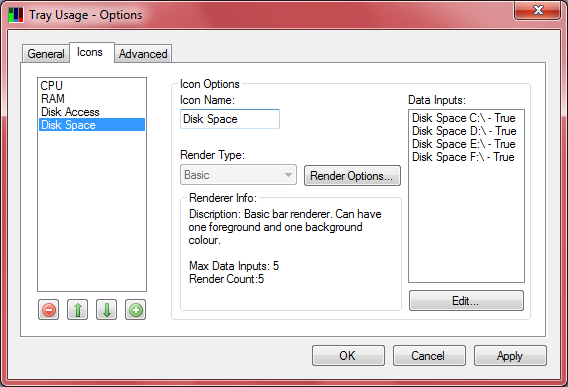 Tray Usage - Options
General
Icons
Advanced
CPU
RAM
Disk Access
Disk Space
Icon Options
Icon Name:
Disk Space
Render Type:
Basic
Render Options...
Renderer Info:
Discription: Basic bar renderer. Can have
one foreground and one background
colour.
Max Data Inputs: 5
Render Count:5
Data Inputs:
Disk Space C:\ - True
Disk Space D:\ - True
Disk Space E:\ - True
Disk Space F:\ - True
Edit...
OK
Cancel
Apply